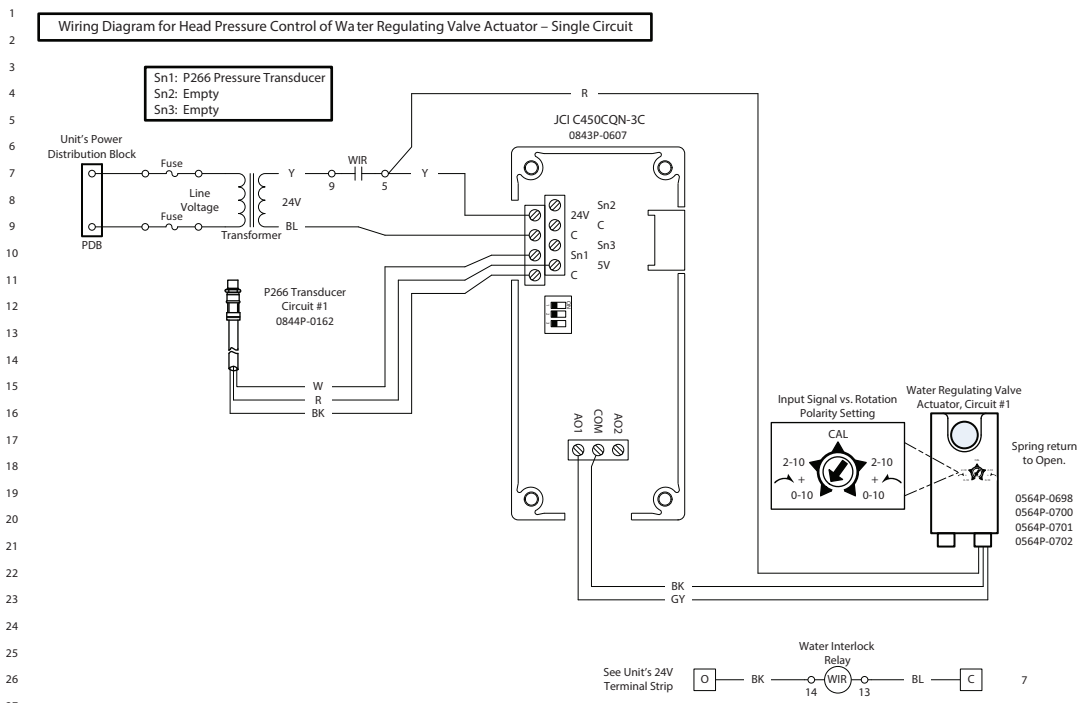 1
Wiring Diagram for Head Pressure Control of Water Regulating Valve Actuator – Single Circuit
2
3
Sn1: P266 Pressure Transducer
4
Sn2: Empty
R
Sn3: Empty
5
JCI C450CQN-3C
0843P-0607
6
Unit's Power
Distribution Block
7
Fuse
Y
WIR
9
5
Y
8
Line
Voltage
24V
Sn2
24V
9
Fuse
BL
C
C
PDB
Transformer
Sn3
10
Sn1
5V
11
C
P266 Transducer
Circuit #1
0844P-0162
12
13
14
15
W
R
16
BK
Input Signal vs. Rotation
Polarity Setting
Water Regulating Valve
Actuator, Circuit #1
AO1
COM
AO2
17
CAL
Spring return
to Open.
18
2-10
2-10
+
+
19
0-10
0-10
0564P-0698
0564P-0700
20
0564P-0701
21
0564P-0702
22
BK
23
GY
24
25
Water Interlock
Relay
26
See Unit's 24V
Terminal Strip
O
BK
14
WIR
13
BL
C
7